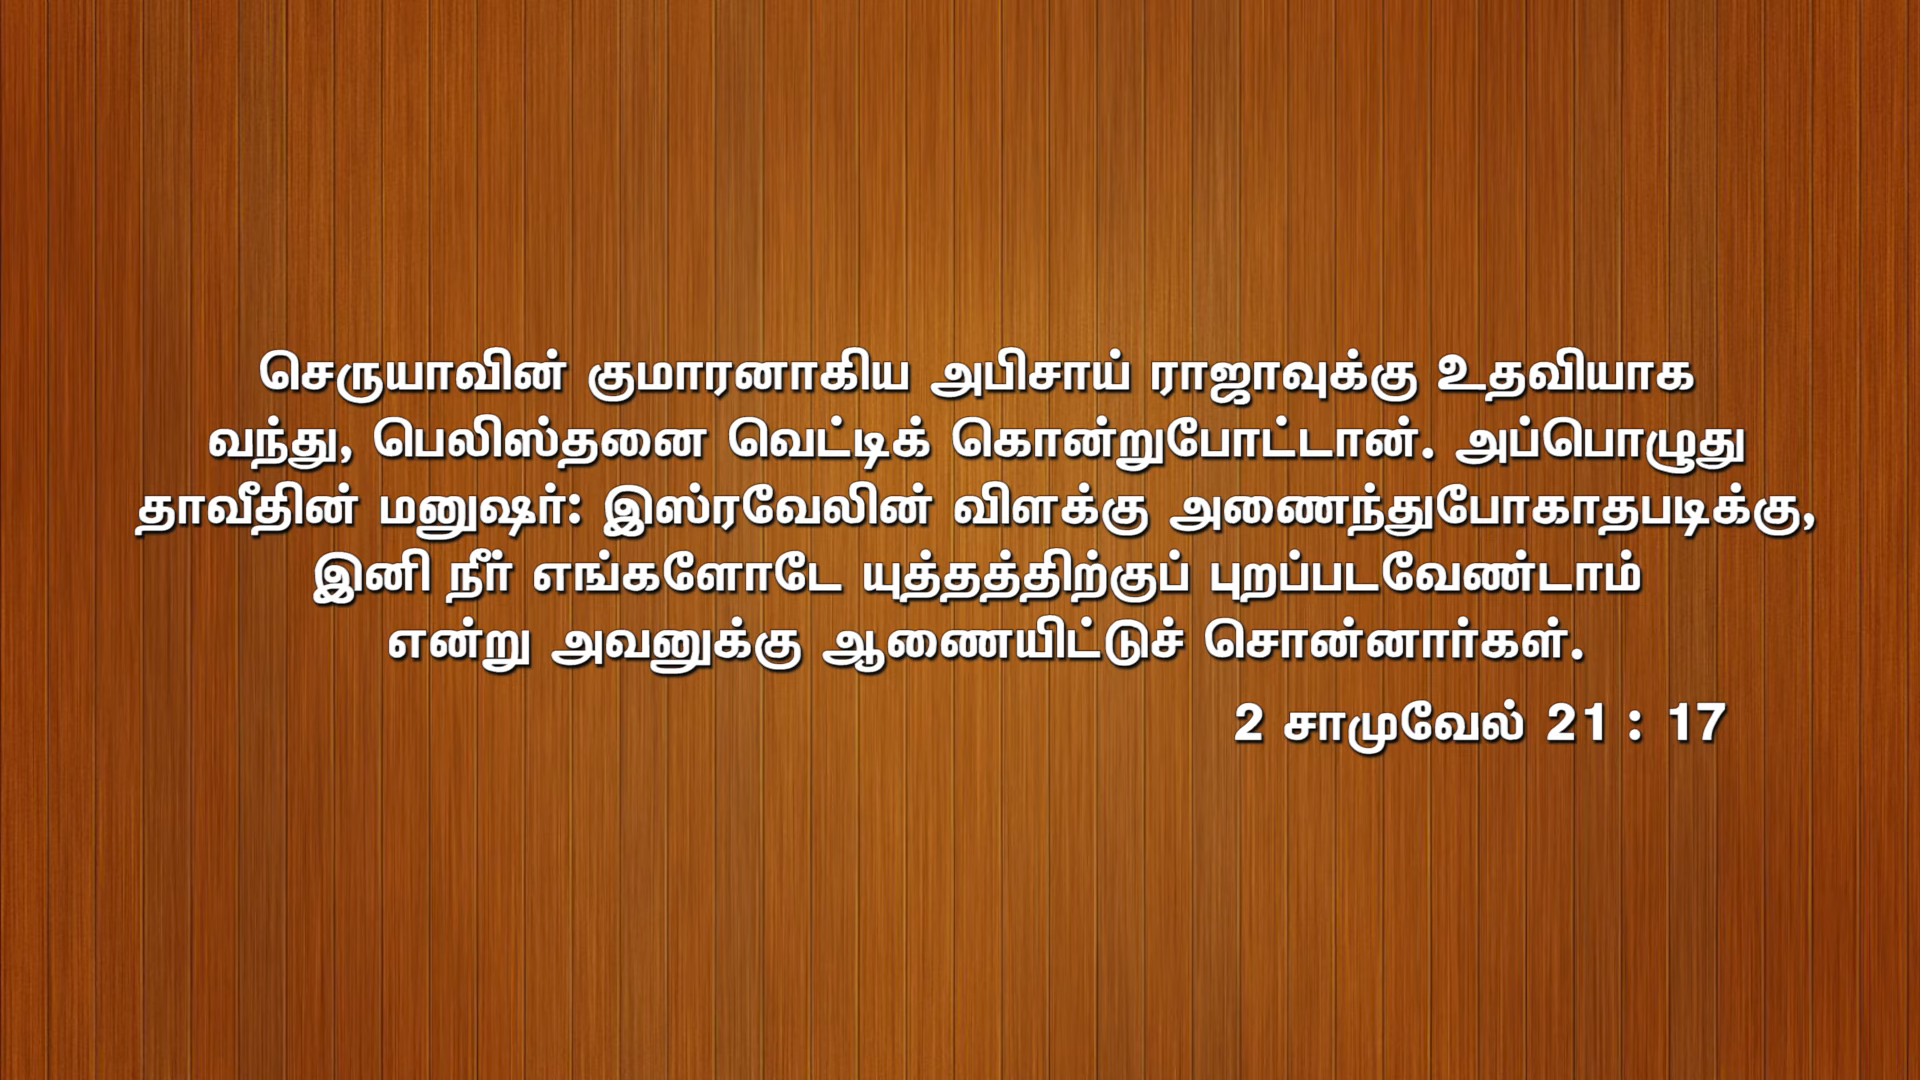 செருயாவின் குமாரனாகிய அபிசாய் ராஜாவுக்கு உதவியாக
வந்து, பெலிஸ்தனை வெட்டிக் கொன்றுபோட்டான். அப்பொழுது
தாவீதின் மனுஷர்: இஸ்ரவேலின் விளக்கு அணைந்துபோகாதபடிக்கு,
இனி நீர் எங்களோடே யுத்தத்திற்குப் புறப்படவேண்டாம்
என்று அவனுக்கு ஆணையிட்டுச் சொன்னார்கள்.
2 சாமுவேல் 21 : 17